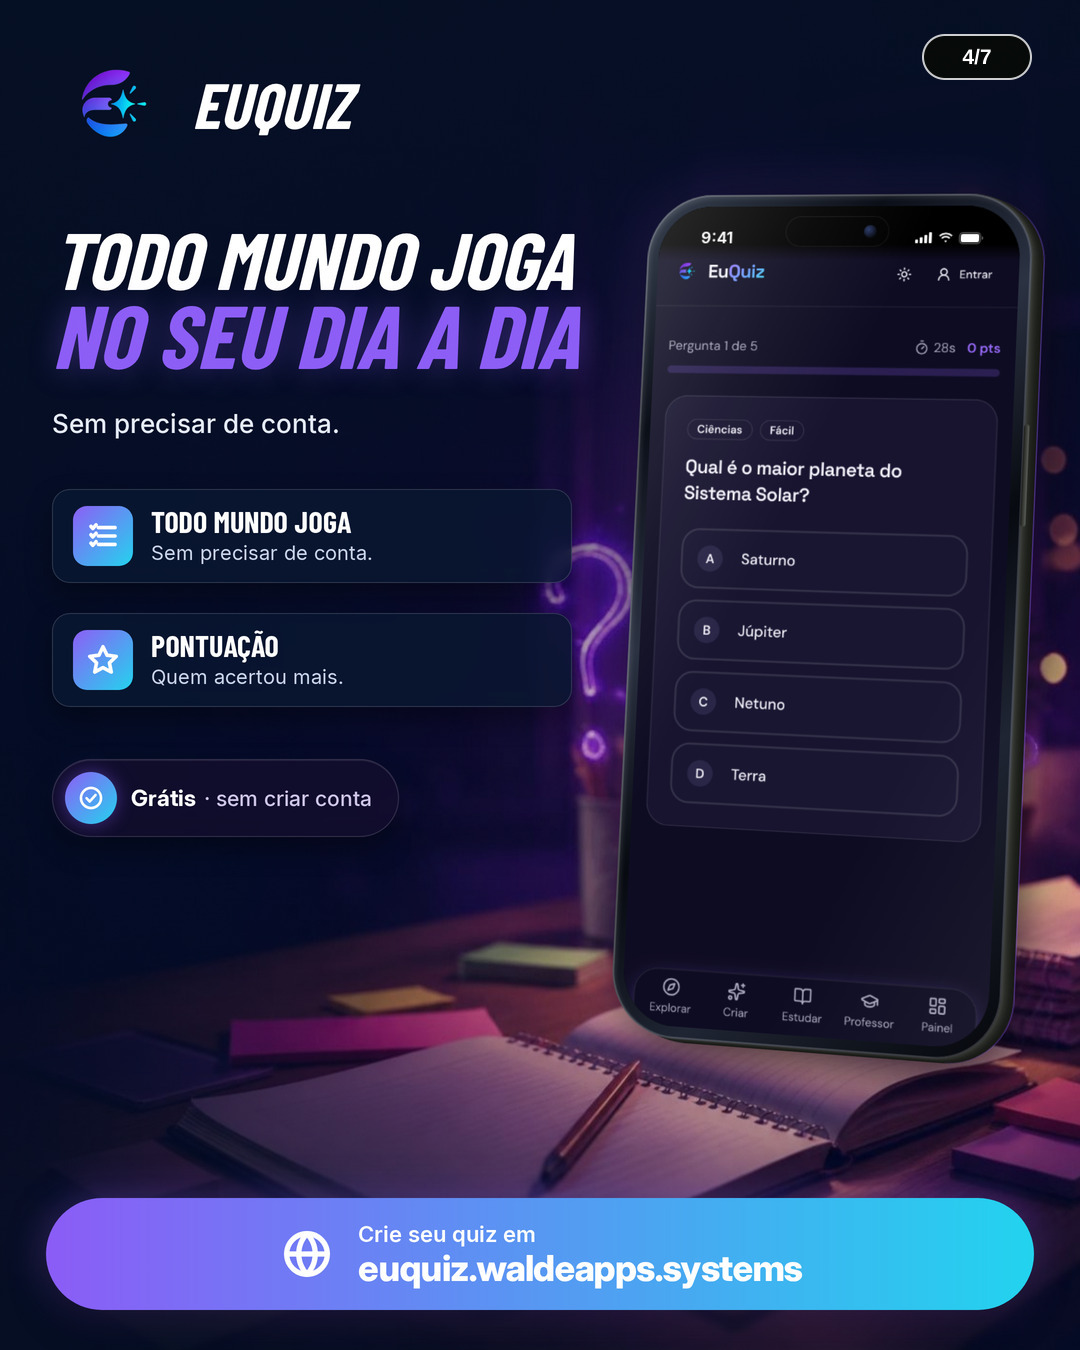 4/7
EUQUIZ
TODO MUNDO JOGA
NO SEU DIA A DIA
Sem precisar de conta.
TODO MUNDO JOGA
Sem precisar de conta.
PONTUAÇÃO
Quem acertou mais.
Grátis · sem criar conta
9:41
EuQuiz
Entrar
Pergunta 1 de 5
28s 0 pts
Ciências Fácil
Qual é o maior planeta do
Sistema Solar?
A Saturno
B Júpiter
C Netuno
D Terra
Explorar Criar Estudar Professor Painel
Crie seu quiz em
euquiz.waldeapps.systems